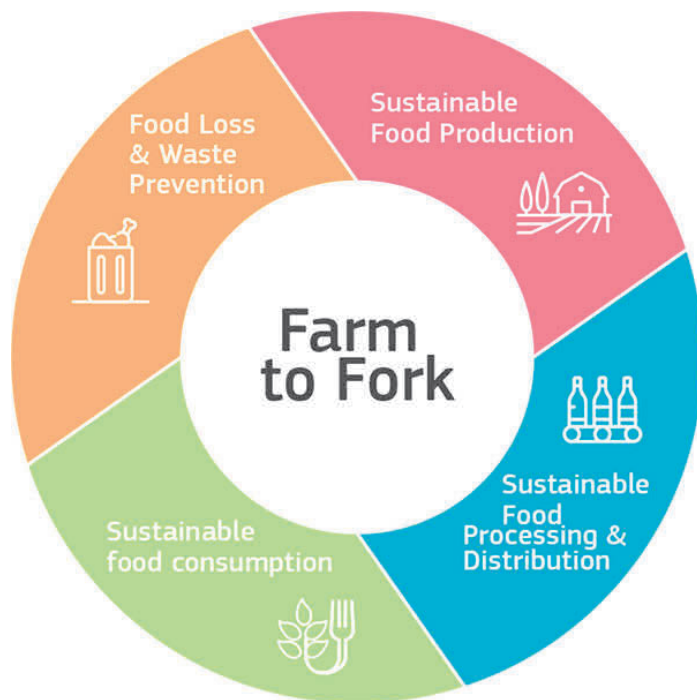 Farm
to Fork
Sustainable
Food Production
Sustainable
Food
Processing &
Distribution
Sustainable
food consumption
Food Loss
& Waste
Prevention